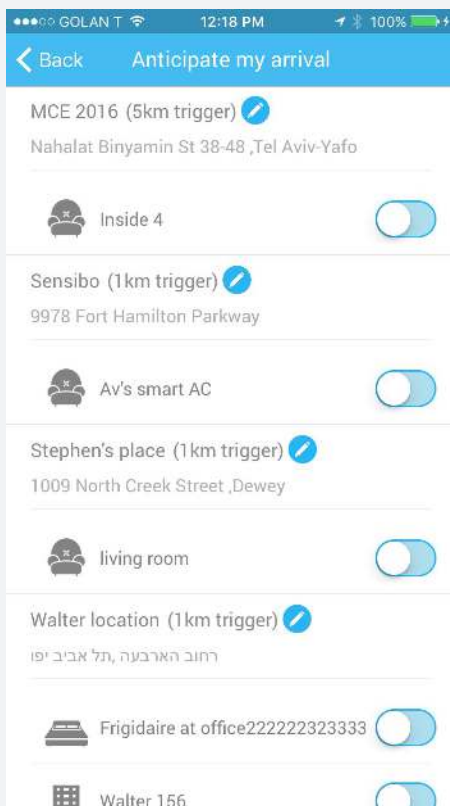 GOLAN T 12:18 PM 100%
Back Anticipate my arrival
MCE 2016 (5km trigger)
Nahalat Binyamin St 38-48 ,Tel Aviv-Yafo
Inside 4
Sensibo (1km trigger)
9978 Fort Hamilton Parkway
Av's smart AC
Stephen's place (1km trigger)
1009 North Creek Street ,Dewey
living room
Walter location (1km trigger)
רחוב הארבעה ,תל אביב יפו
Frigidaire at office222222323333
Walter 156